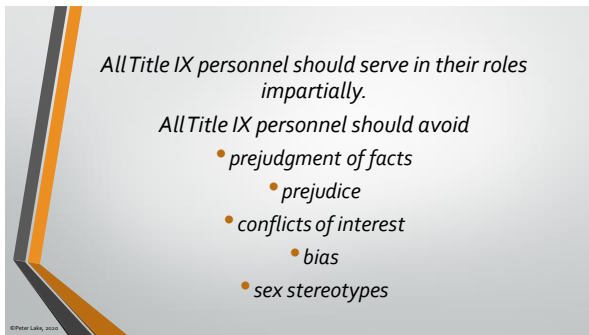 All Title IX personnel should serve in their roles
impartially.
All Title IX personnel should avoid
• prejudgment of facts
• prejudice
• conflicts of interest
• bias
• sex stereotypes
©Peter Lake, 2020